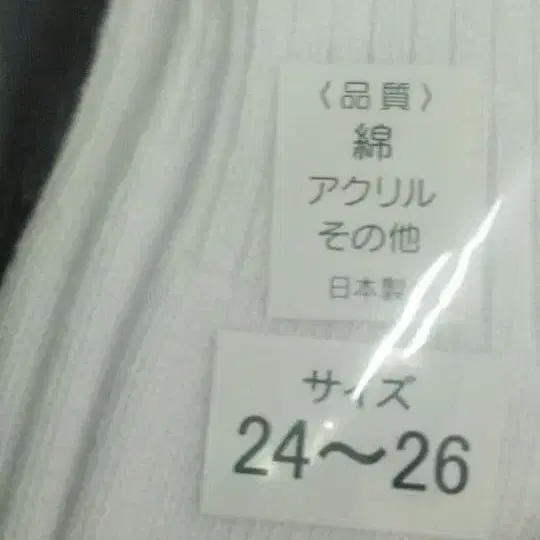 〈品質〉
綿
アクリル
その他
日本製
サイズ
24〜26